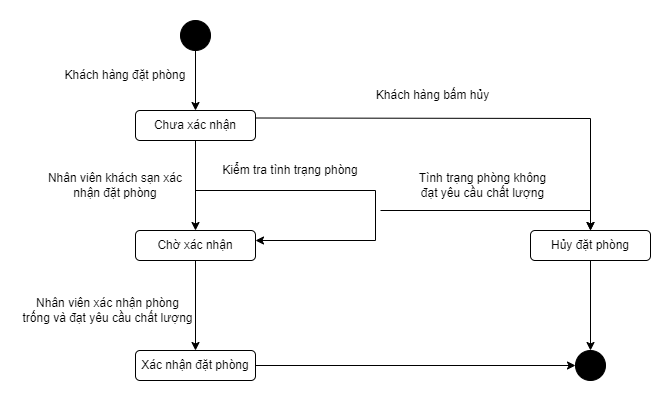 Khách hàng đặt phòng
Khách hàng bấm hủy
Chưa xác nhận
Nhân viên khách sạn xác
nhận đặt phòng
Kiểm tra tình trạng phòng
Tình trạng phòng không
đạt yêu cầu chất lượng
Chờ xác nhận
Hủy đặt phòng
Nhân viên xác nhận phòng
trống và đạt yêu cầu chất lượng
Xác nhận đặt phòng